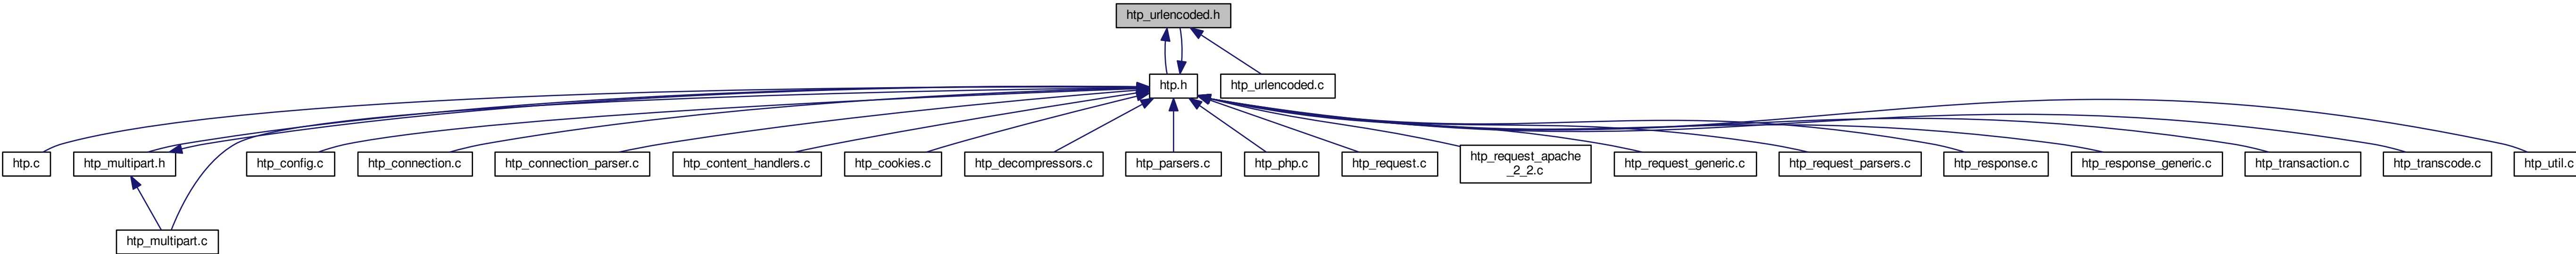 htp_urlencoded.h
htp.h
htp_urlencoded.c
htp.c
htp_multipart.h
htp_config.c
htp_connection.c
htp_connection_parser.c
htp_content_handlers.c
htp_cookies.c
htp_decompressors.c
htp_parsers.c
htp_php.c
htp_request.c
htp_request_apache
_2_2.c
htp_request_generic.c
htp_request_parsers.c
htp_response.c
htp_response_generic.c
htp_transaction.c
htp_transcode.c
htp_util.c
htp_multipart.c